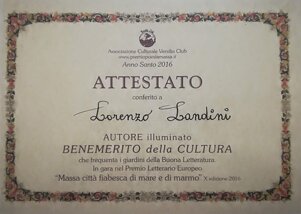 Associazione Culturale Versilia Club
www.premiopoesiamassa.it
Anno Santo 2016
ATTESTATO
conferito a
Lorenzo Landini
AUTORE illuminato
BENEMERITO della CULTURA
che frequenta i giardini della Buona Letteratura.
In gara nel Premio Letterario Europeo
"Massa città fiabesca di mare e di marmo" X edizione 2016